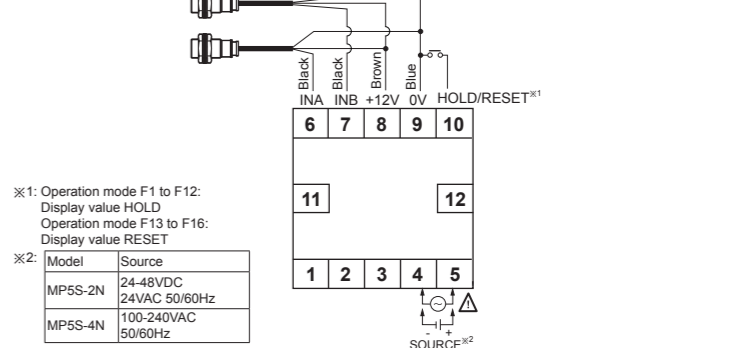 Black
Black
Brown
Blue
INA INB +12V 0V HOLD/RESET※1
6 7 8 9 10
11 12
※1: Operation mode F1 to F12:
Display value HOLD
Operation mode F13 to F16:
Display value RESET
※2:
Model Source
MP5S-2N 24-48VDC
24VAC 50/60Hz
MP5S-4N 100-240VAC
50/60Hz
1 2 3 4 5
- +
SOURCE※2